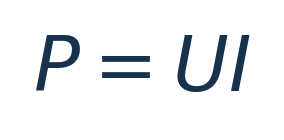 P = UI